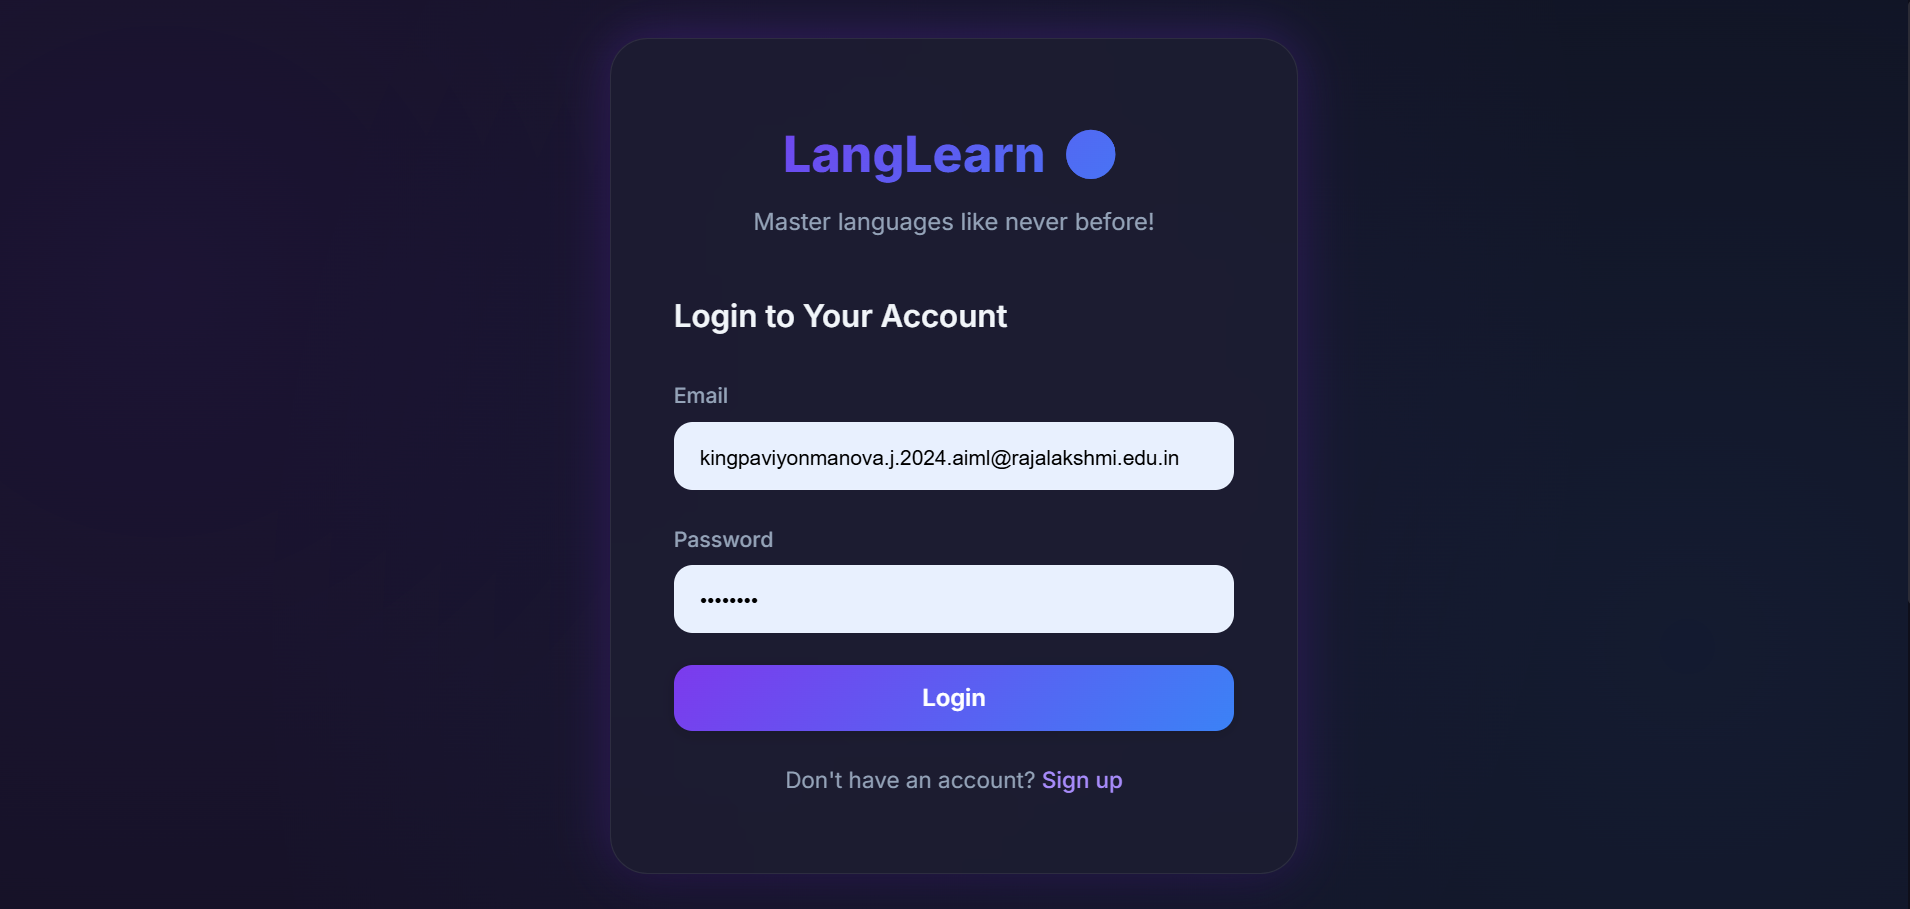 LangLearn
Master languages like never before!
Login to Your Account
Email
kingpaviyonmanova.j.2024.aiml@rajalakshmi.edu.in
Password
••••••••
Login
Don't have an account? Sign up